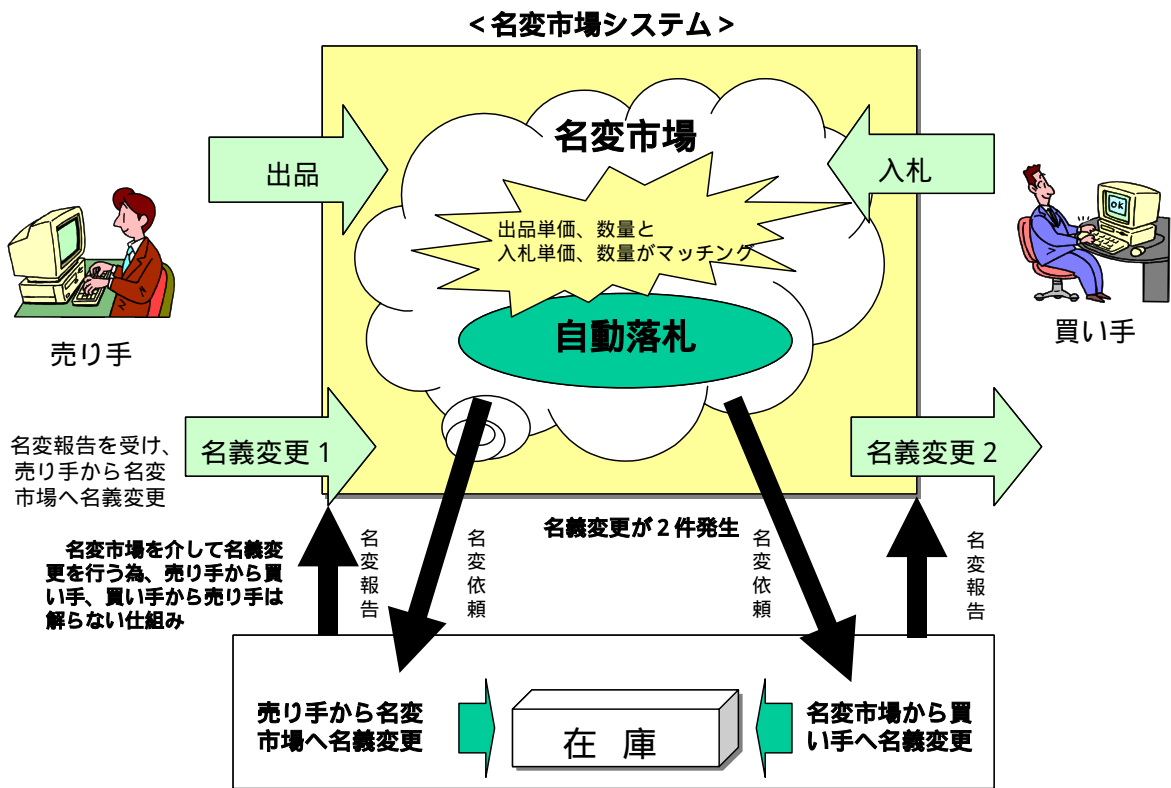 <名変市場システム>
名変市場
出品
入札
出品単価、数量と
入札単価、数量がマッチング
自動落札
OK
売り手
買い手
名変報告を受け、
売り手から名変
市場へ名義変更
名義変更1
名義変更2
名義変更が2件発生
名変市場を介して名義変
更を行う為、売り手から買
い手、買い手から売り手は
解らない仕組み
名変報告
名変依頼
名変依頼
名変報告
売り手から名変
市場へ名義変更
在 庫
名変市場から買
い手へ名義変更